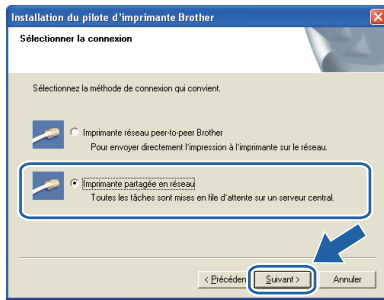 Installation du pilote d'imprimante Brother
Sélectionner la connexion
Sélectionnez la méthode de connexion qui convient.
Imprimante réseau peer-to-peer Brother
Pour envoyer directement l'impression à l'imprimante sur le réseau.
Imprimante partagée en réseau
Toutes les tâches sont mises en file d'attente sur un serveur central.
< Précéden Suivant > Annuler